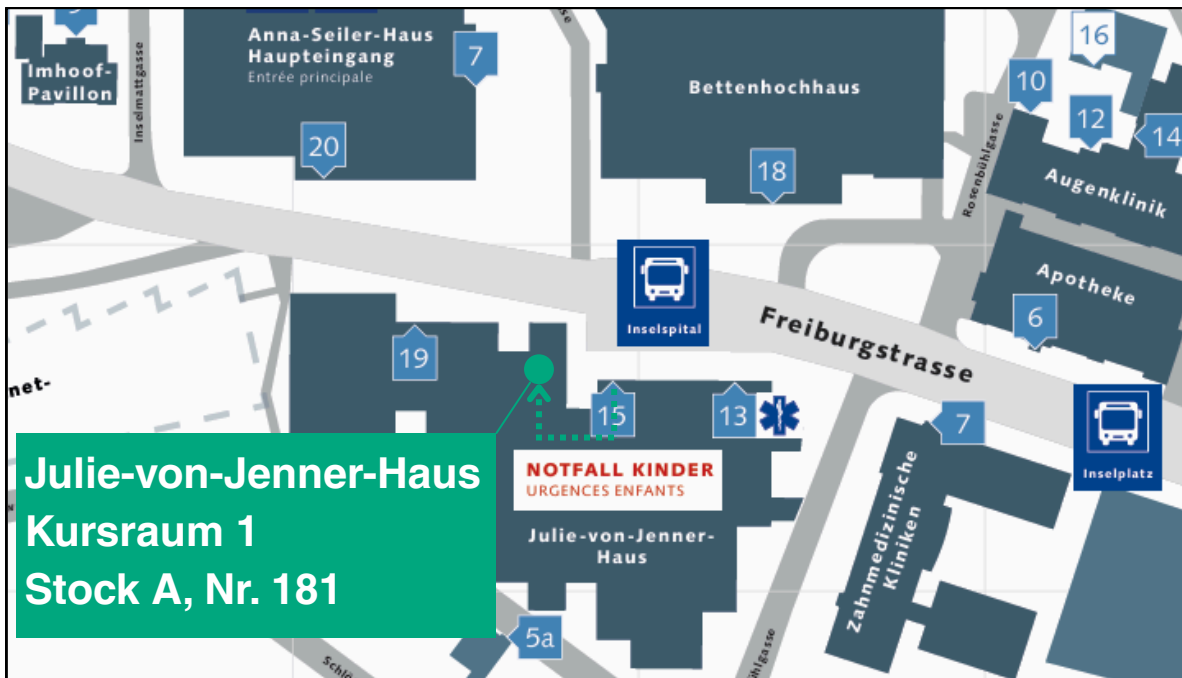 Imhoof-
Pavillon
Inselmattgasse
Anna-Seiler-Haus
Haupteingang
Entrée principale
7
20
Bettenhochhaus
18
16
10
12
14
Rosenbühlgasse
Augenklinik
Apotheke
6
Inselspital
Freiburgstrasse
net-
19
15
13
7
Inselplatz
NOTFALL KINDER
URGENCES ENFANTS
Julie-von-Jenner-
Haus
Julie-von-Jenner-Haus
Kursraum 1
Stock A, Nr. 181
Zahnmedizinische
Kliniken
5a
Schlö
hlgasse